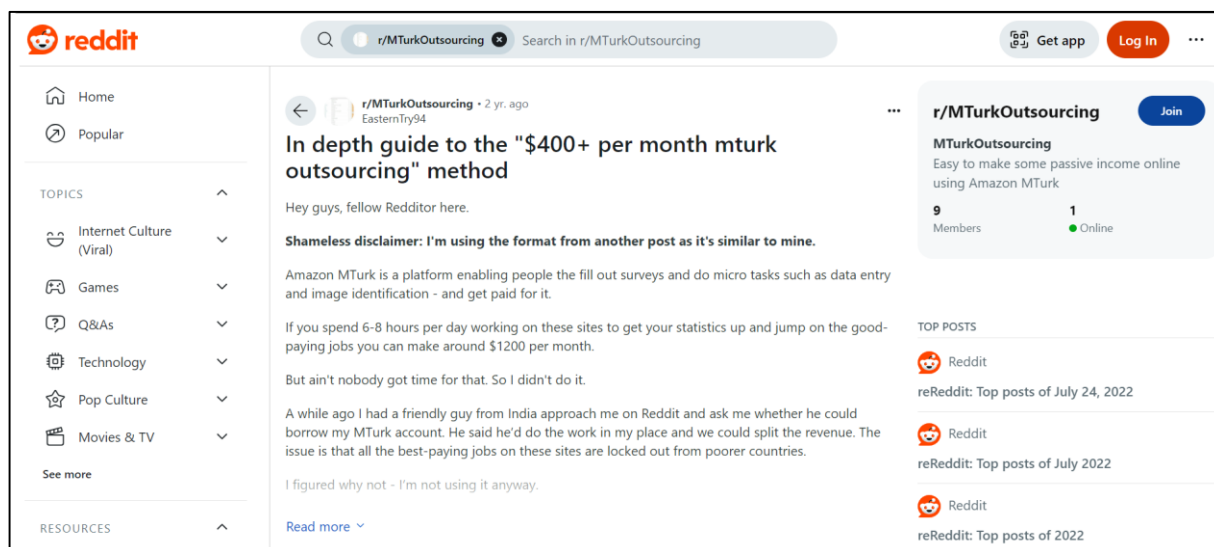 reddit
r/MTurkOutsourcing
Search in r/MTurkOutsourcing
Get app
Log In
Home
Popular
TOPICS
Internet Culture
(Viral)
Games
Q&As
Technology
Pop Culture
Movies & TV
See more
RESOURCES
r/MTurkOutsourcing • 2 yr. ago
EasternTry94
In depth guide to the "$400+ per month mturk
outsourcing" method
Hey guys, fellow Redditor here.
Shameless disclaimer: I'm using the format from another post as it's similar to mine.
Amazon MTurk is a platform enabling people the fill out surveys and do micro tasks such as data entry
and image identification - and get paid for it.
If you spend 6-8 hours per day working on these sites to get your statistics up and jump on the good-
paying jobs you can make around $1200 per month.
But ain't nobody got time for that. So I didn't do it.
A while ago I had a friendly guy from India approach me on Reddit and ask me whether he could
borrow my MTurk account. He said he'd do the work in my place and we could split the revenue. The
issue is that all the best-paying jobs on these sites are locked out from poorer countries.
I figured why not - I'm not using it anyway.
Read more
r/MTurkOutsourcing
Join
MTurkOutsourcing
Easy to make some passive income online
using Amazon MTurk
9 1
Members Online
TOP POSTS
Reddit
reReddit: Top posts of July 24, 2022
Reddit
reReddit: Top posts of July 2022
Reddit
reReddit: Top posts of 2022